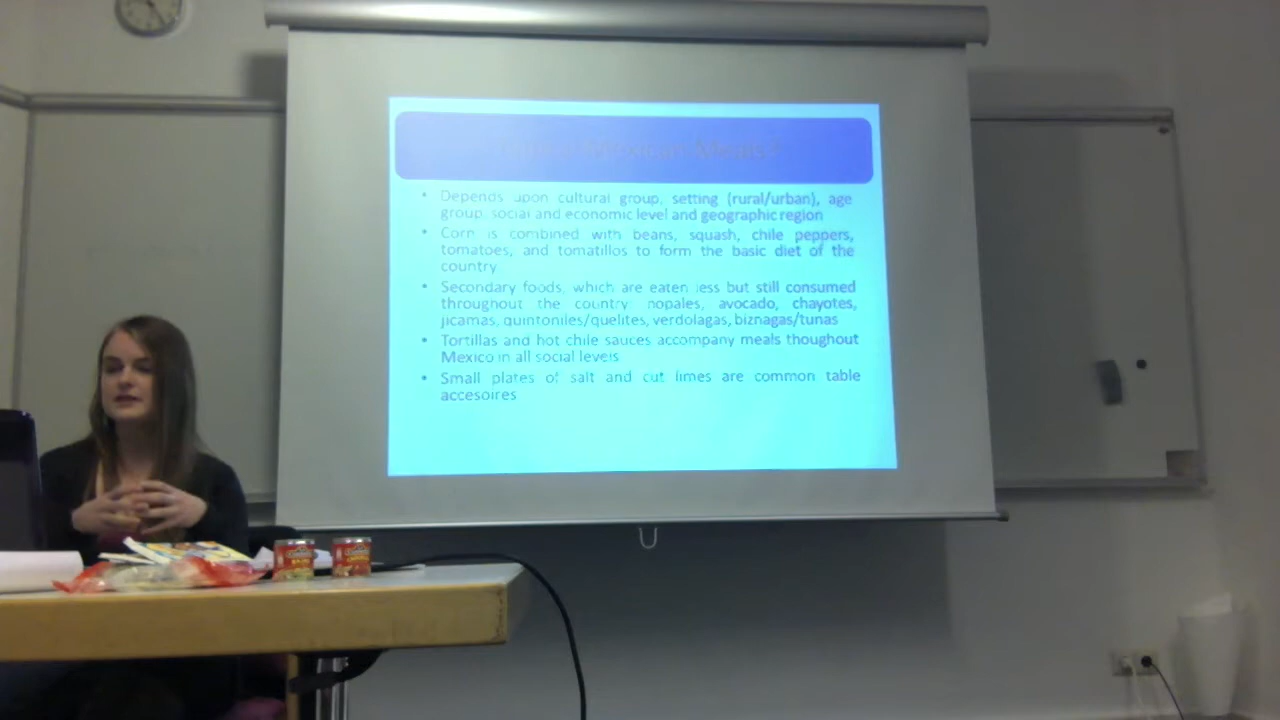 Typical Mexican Meals?
• Depends upon cultural group, setting (rural/urban), age
group, social and economic level and geographic region
• Corn is combined with beans, squash, chile peppers,
tomatoes, and tomatillos to form the basic diet of the
country
• Secondary foods, which are eaten less but still consumed
throughout the country: nopales, avocado, chayotes,
jicamas, quintoniles/quelites, verdolagas, biznagas/tunas
• Tortillas and hot chile sauces accompany meals thoughout
Mexico in all social levels
• Small plates of salt and cut limes are common table
accesoires